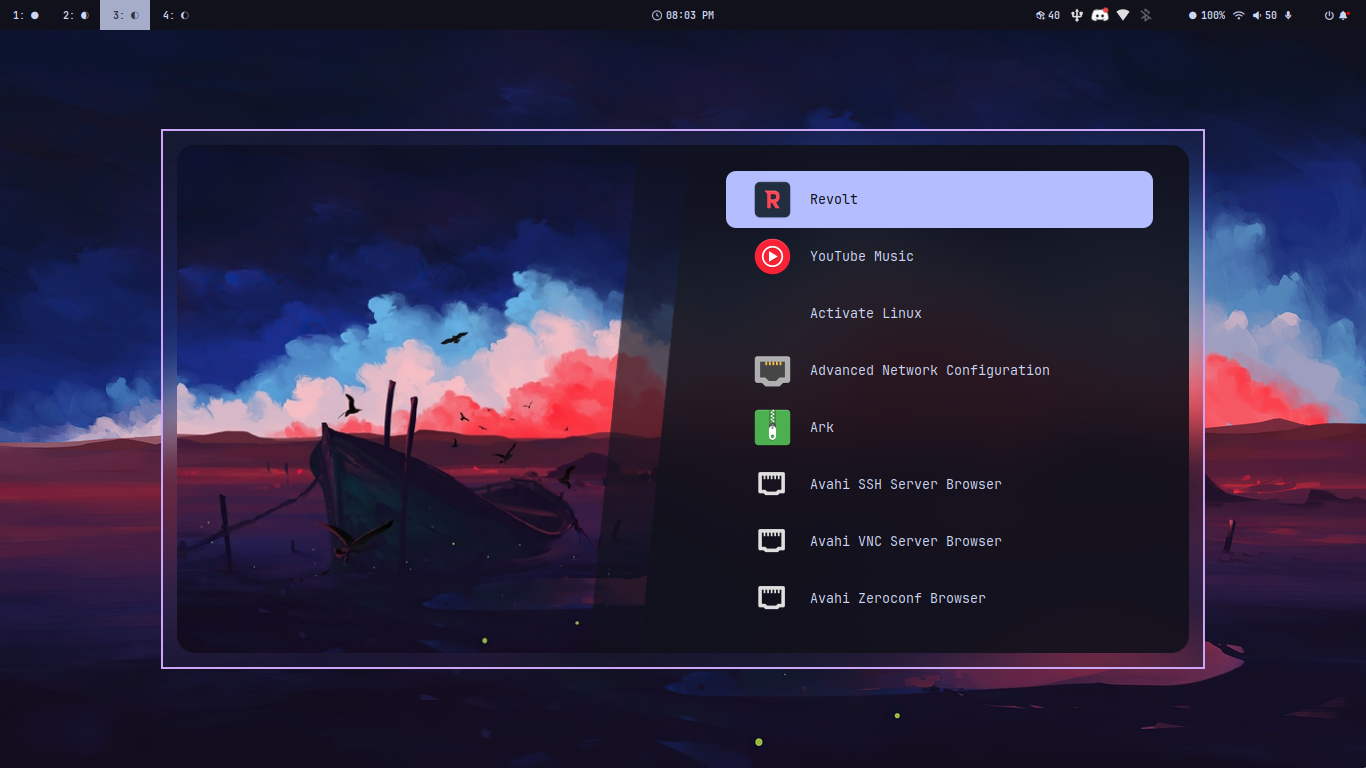 1: 2: 3: 4: 08:03 PM 40 100% 50
R Revolt
YouTube Music
Activate Linux
Advanced Network Configuration
Ark
Avahi SSH Server Browser
Avahi VNC Server Browser
Avahi Zeroconf Browser